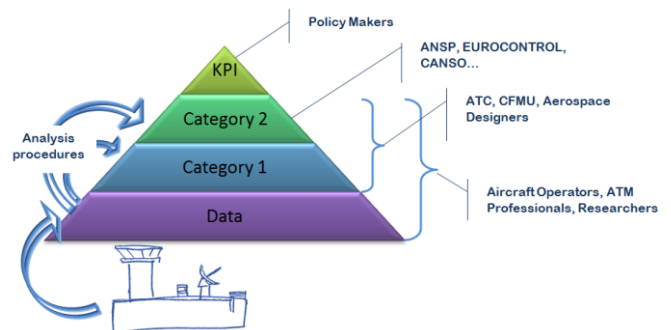 Policy Makers
KPI
ANSP, EUROCONTROL,
CANSO...
Category 2
ATC, CFMU, Aerospace
Designers
Analysis
procedures
Category 1
Aircraft Operators, ATM
Professionals, Researchers
Data